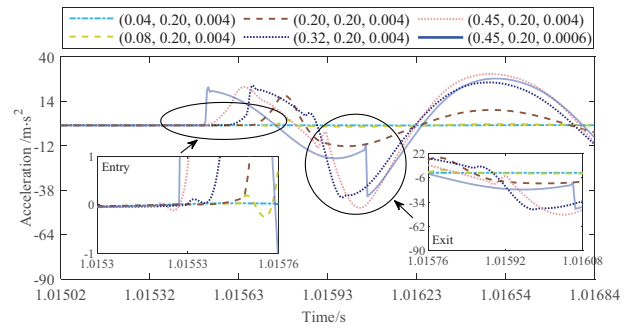 (0.04, 0.20, 0.004) (0.20, 0.20, 0.004) (0.45, 0.20, 0.004)
(0.08, 0.20, 0.004) (0.32, 0.20, 0.004) (0.45, 0.20, 0.0006)
Acceleration /m·s²
40
14
-12
-38
-64
-90
Entry
1
0
-1
1.0153 1.01553 1.01576
22
-6
-34
-62
Exit
1.01576 1.01592 1.01608
1.01502 1.01532 1.01563 1.01593 1.01623 1.01654 1.01684
Time/s